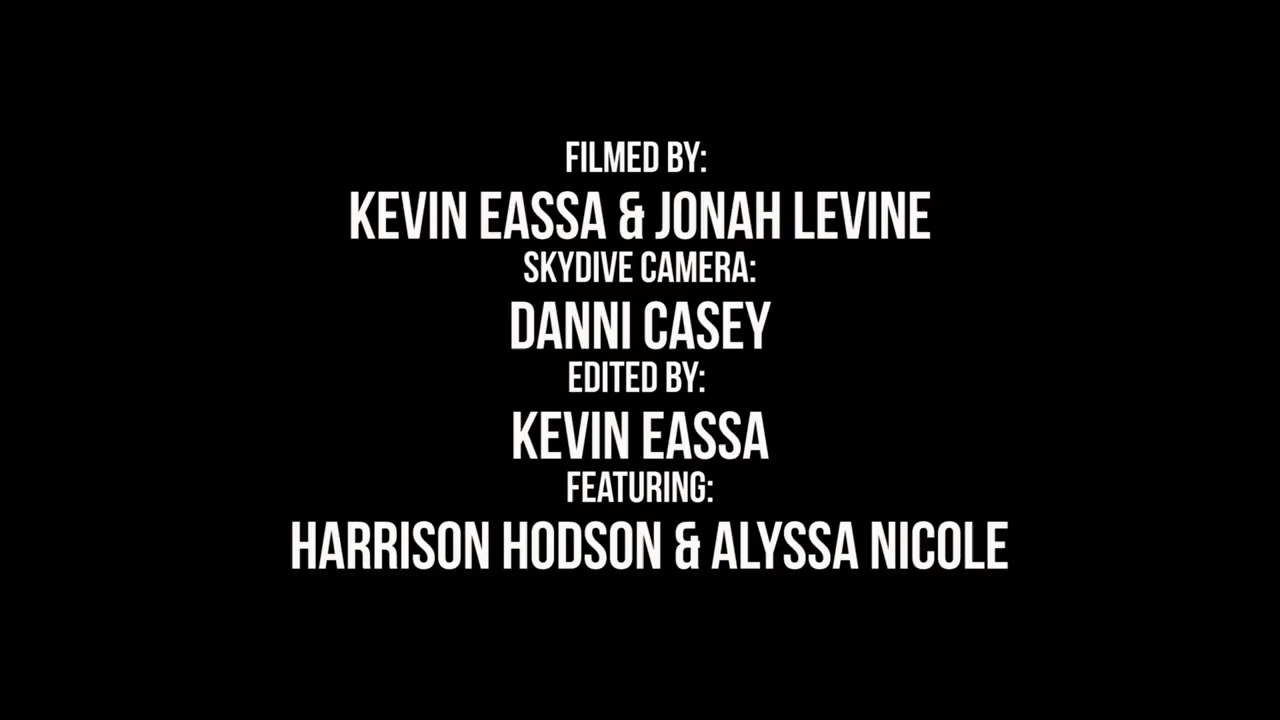 FILMED BY:
KEVIN EASSA & JONAH LEVINE
SKYDIVE CAMERA:
DANNI CASEY
EDITED BY:
KEVIN EASSA
FEATURING:
HARRISON HODSON & ALYSSA NICOLE